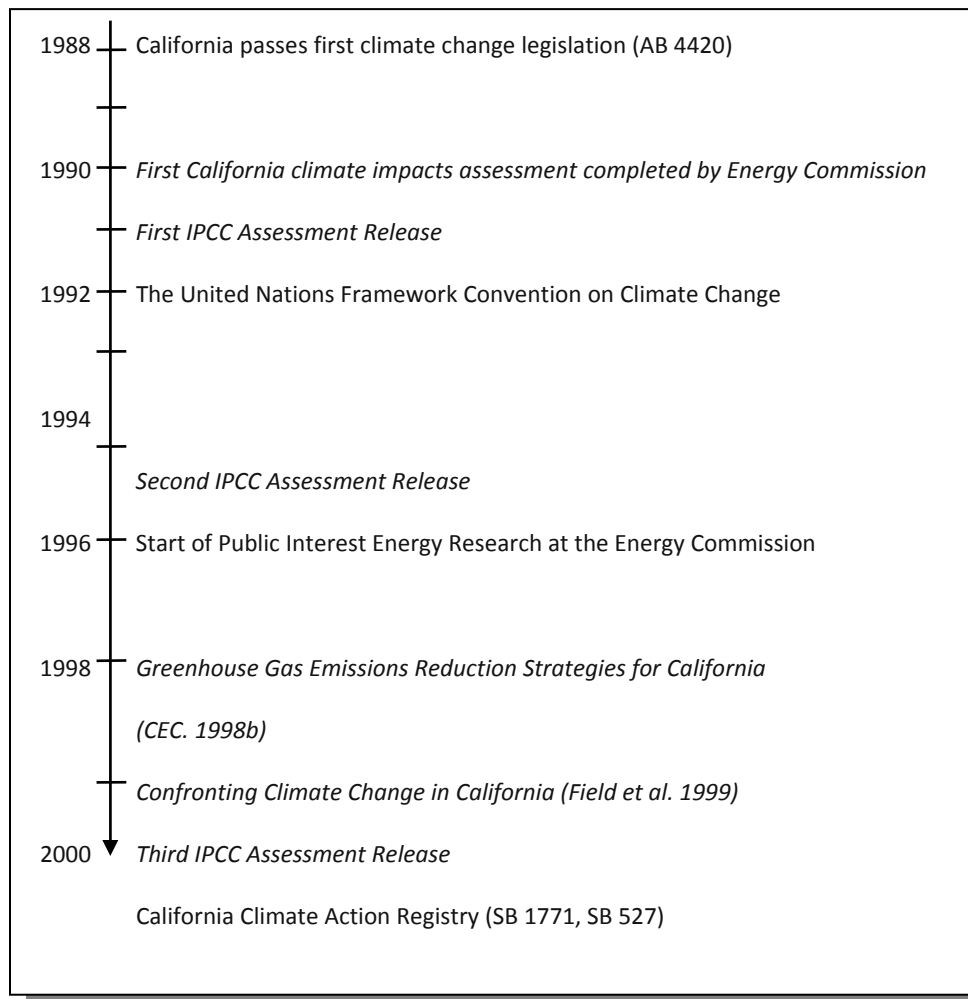 1988 California passes first climate change legislation (AB 4420)
1990 First California climate impacts assessment completed by Energy Commission
First IPCC Assessment Release
1992 The United Nations Framework Convention on Climate Change
1994
Second IPCC Assessment Release
1996 Start of Public Interest Energy Research at the Energy Commission
1998 Greenhouse Gas Emissions Reduction Strategies for California
(CEC. 1998b)
Confronting Climate Change in California (Field et al. 1999)
2000 Third IPCC Assessment Release
California Climate Action Registry (SB 1771, SB 527)